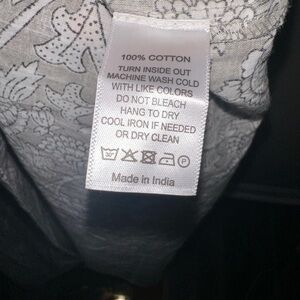 100% COTTON
TURN INSIDE OUT
MACHINE WASH COLD
WITH LIKE COLORS
DO NOT BLEACH
HANG TO DRY
COOL IRON IF NEEDED
OR DRY CLEAN
30° P
Made in India